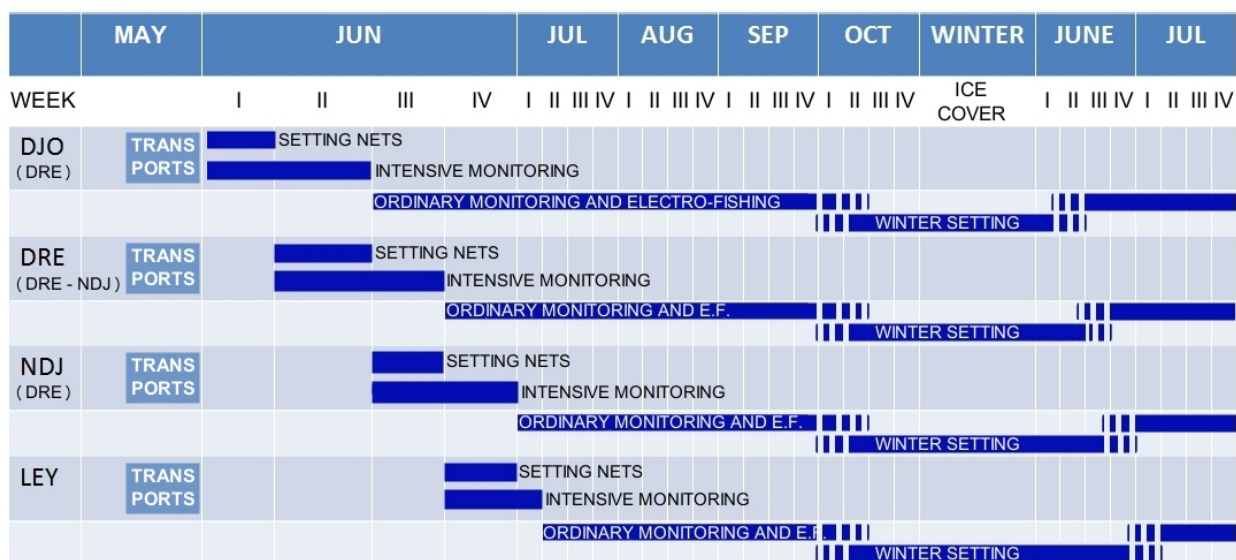 MAY JUN JUL AUG SEP OCT WINTER JUNE JUL
WEEK I II III IV I II III IV I II III IV I II III IV I II III IV ICE COVER I II III IV I II III IV
DJO
(DRE)
TRANS
PORTS
SETTING NETS
INTENSIVE MONITORING
ORDINARY MONITORING AND ELECTRO-FISHING
WINTER SETTING
DRE
(DRE - NDJ)
TRANS
PORTS
SETTING NETS
INTENSIVE MONITORING
ORDINARY MONITORING AND E.F.
WINTER SETTING
NDJ
(DRE)
TRANS
PORTS
SETTING NETS
INTENSIVE MONITORING
ORDINARY MONITORING AND E.F.
WINTER SETTING
LEY
TRANS
PORTS
SETTING NETS
INTENSIVE MONITORING
ORDINARY MONITORING AND E.F.
WINTER SETTING